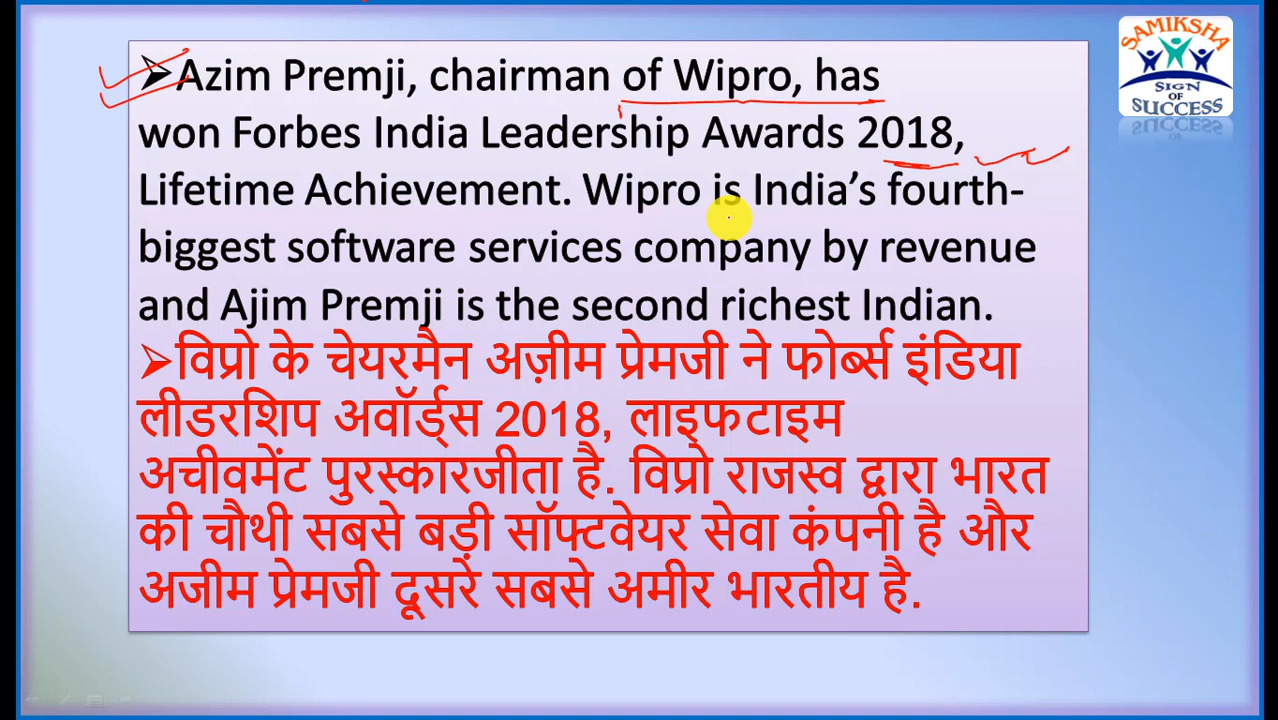 SAMIKSHA
SIGN
OF
SUCCESS
➢Azim Premji, chairman of Wipro, has
won Forbes India Leadership Awards 2018,
Lifetime Achievement. Wipro is India’s fourth-
biggest software services company by revenue
and Ajim Premji is the second richest Indian.
➢विप्रो के चेयरमैन अज़ीम प्रेमजी ने फोर्ब्स इंडिया
लीडरशिप अवॉर्ड्स 2018, लाइफटाइम
अचीवमेंट पुरस्कारजीता है. विप्रो राजस्व द्वारा भारत
की चौथी सबसे बड़ी सॉफ्टवेयर सेवा कंपनी है और
अजीम प्रेमजी दूसरे सबसे अमीर भारतीय है.